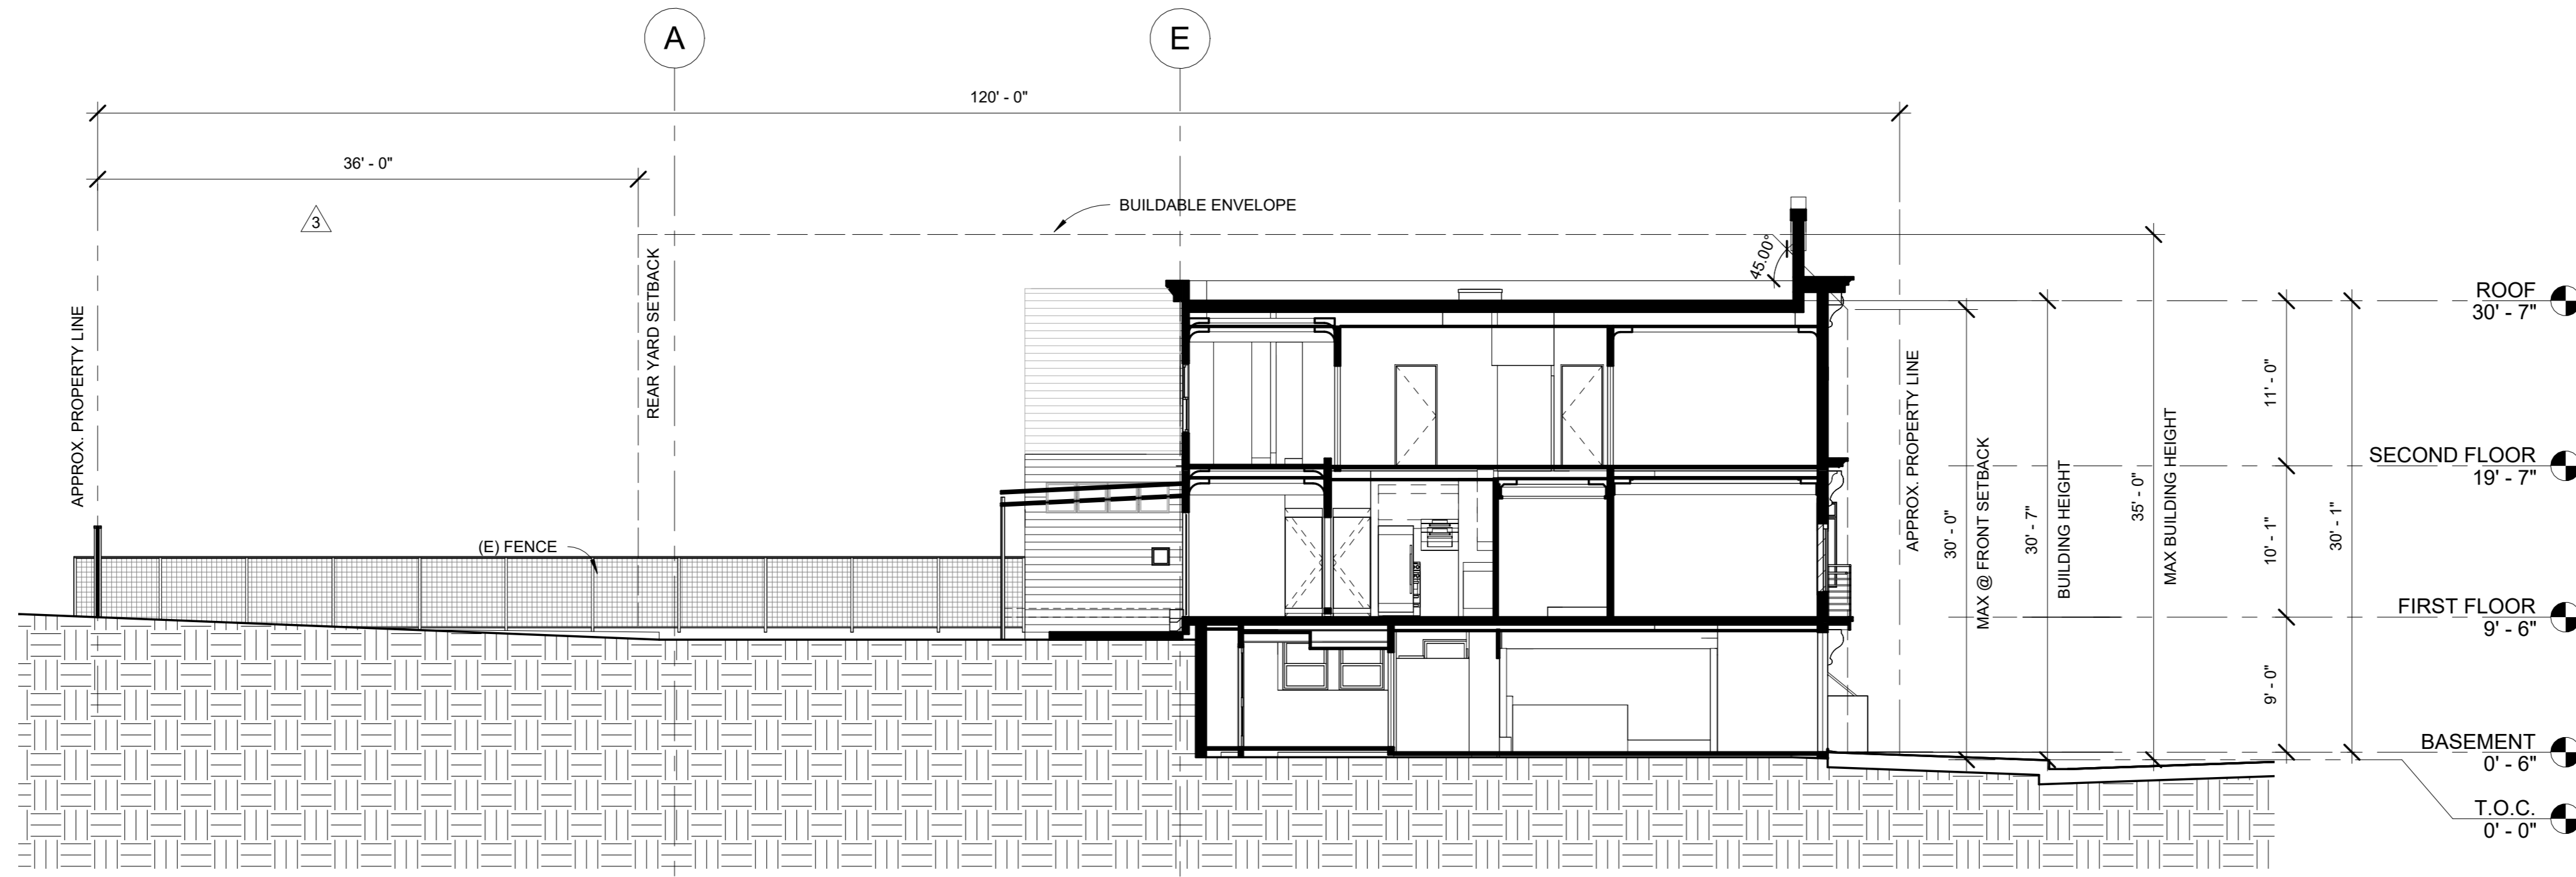 A
E
120' - 0"
36' - 0"
3
BUILDABLE ENVELOPE
45.00°
APPROX. PROPERTY LINE
REAR YARD SETBACK
(E) FENCE
APPROX. PROPERTY LINE
30' - 0"
MAX @ FRONT SETBACK
30' - 7"
BUILDING HEIGHT
35' - 0"
MAX BUILDING HEIGHT
11' - 0"
10' - 1"
9' - 0"
30' - 1"
ROOF
30' - 7"
SECOND FLOOR
19' - 7"
FIRST FLOOR
9' - 6"
BASEMENT
0' - 6"
T.O.C.
0' - 0"